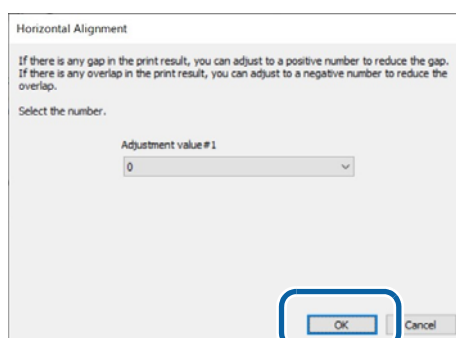 Horizontal Alignment
If there is any gap in the print result, you can adjust to a positive number to reduce the gap.
If there is any overlap in the print result, you can adjust to a negative number to reduce the
overlap.
Select the number.
Adjustment value#1
0
OK Cancel